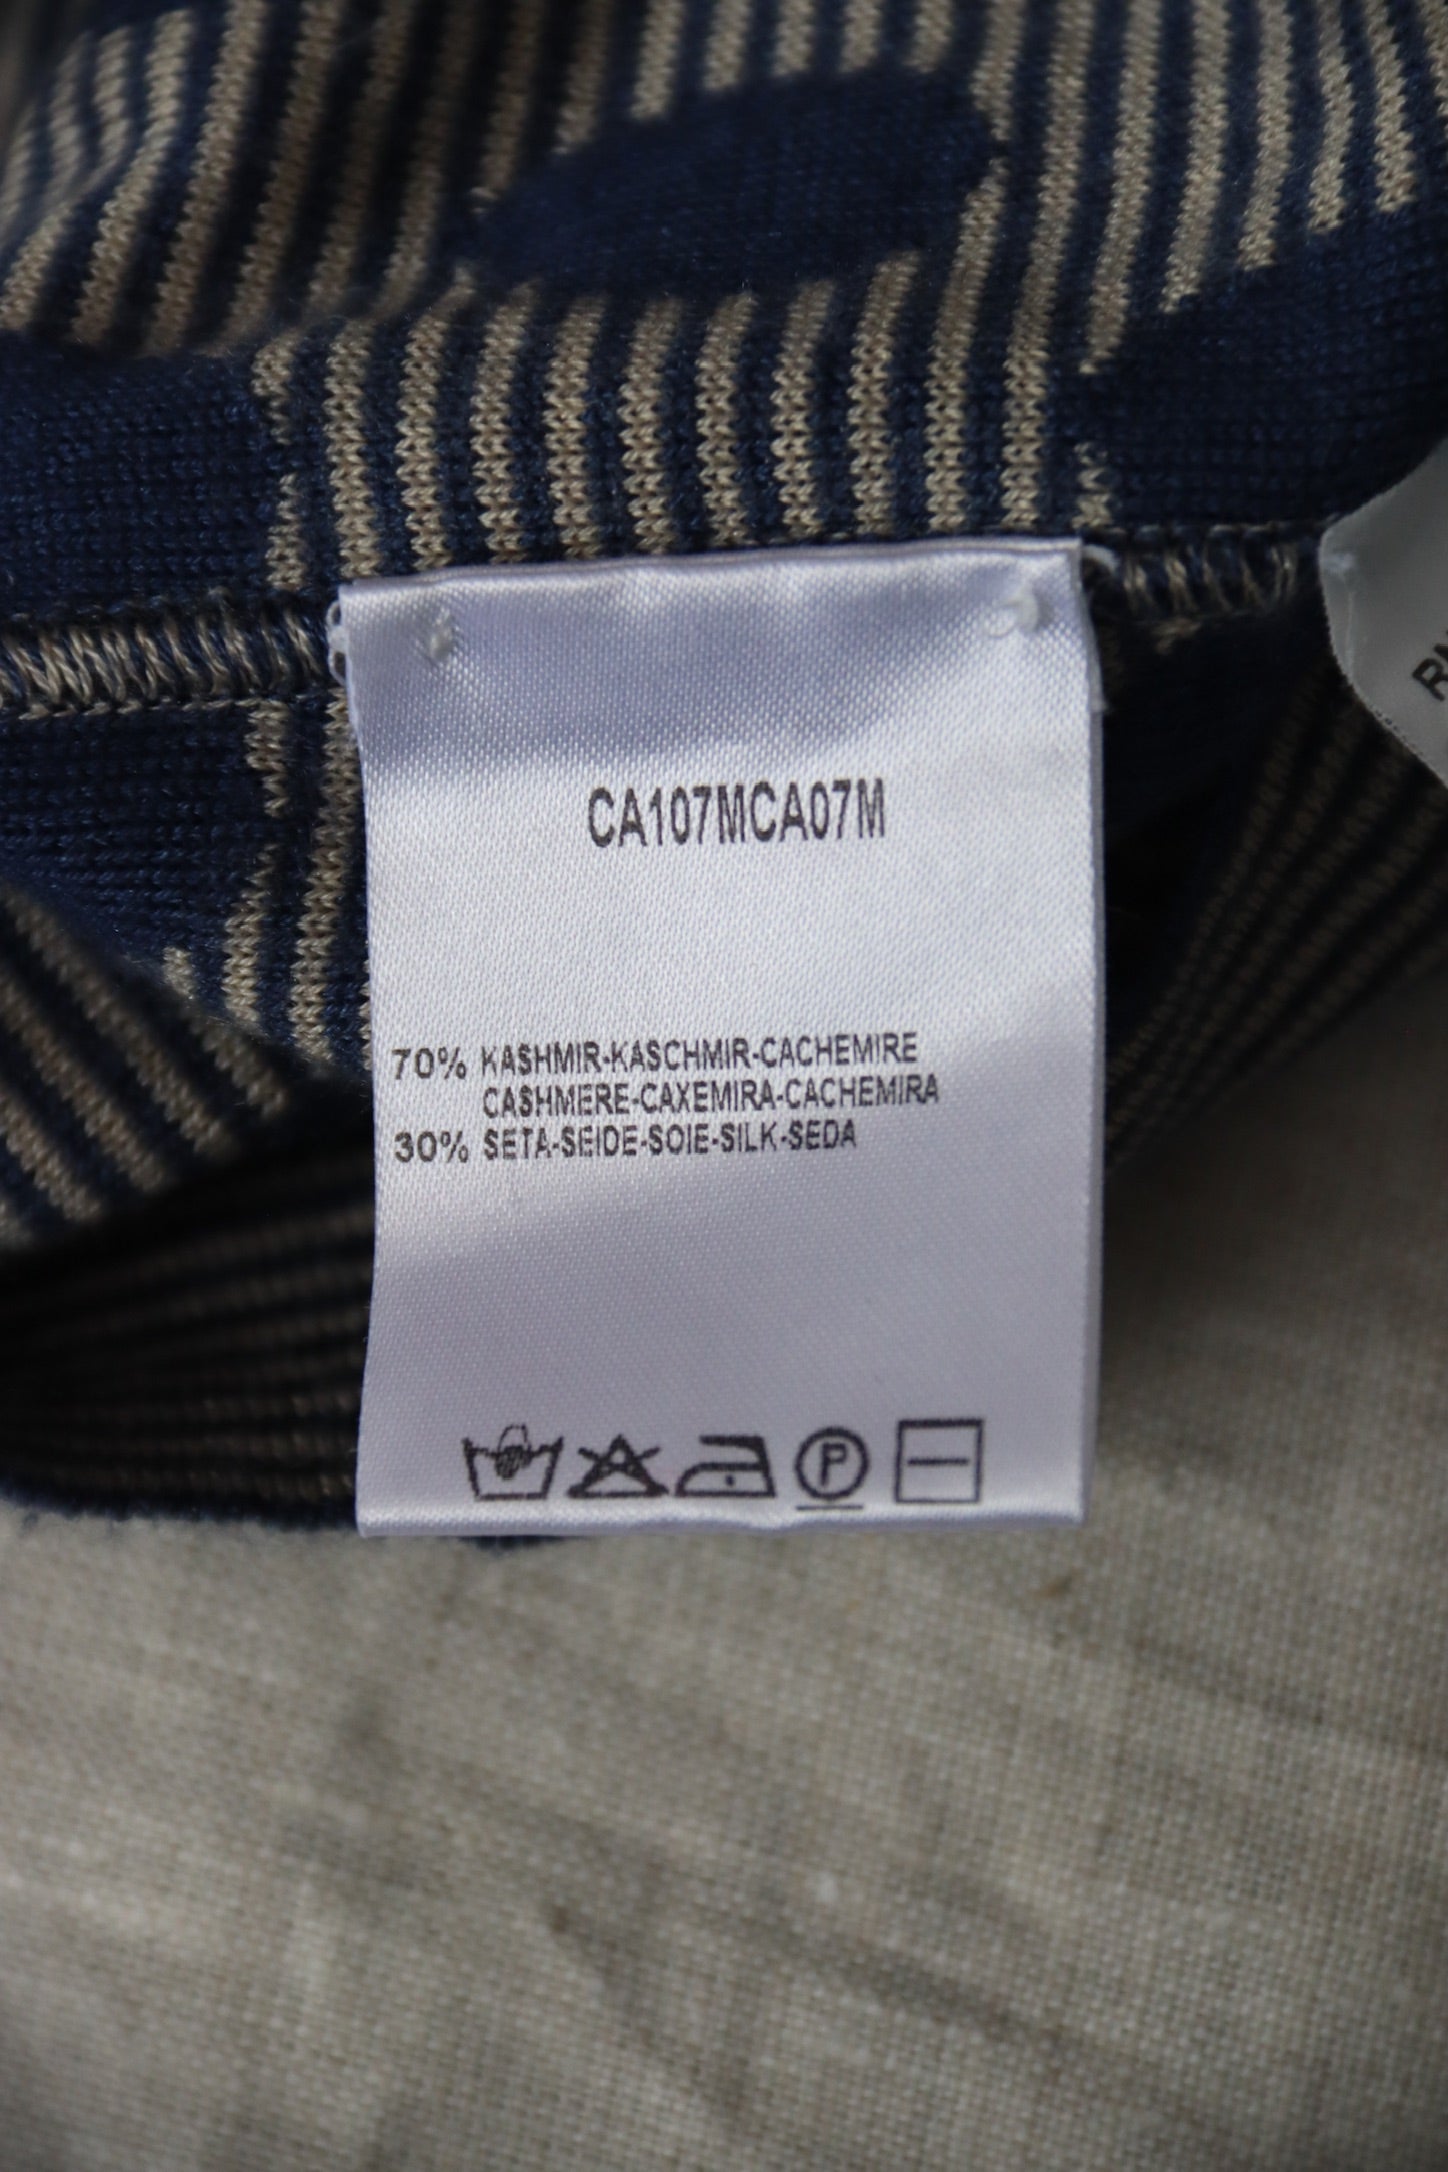 CA107MCA07M
70% KASHMIR-KASCHMIR-CACHEMIRE
CASHMERE-CAXEMIRA-CACHEMIRA
30% SETA-SEIDE-SOIE-SILK-SEDA
P